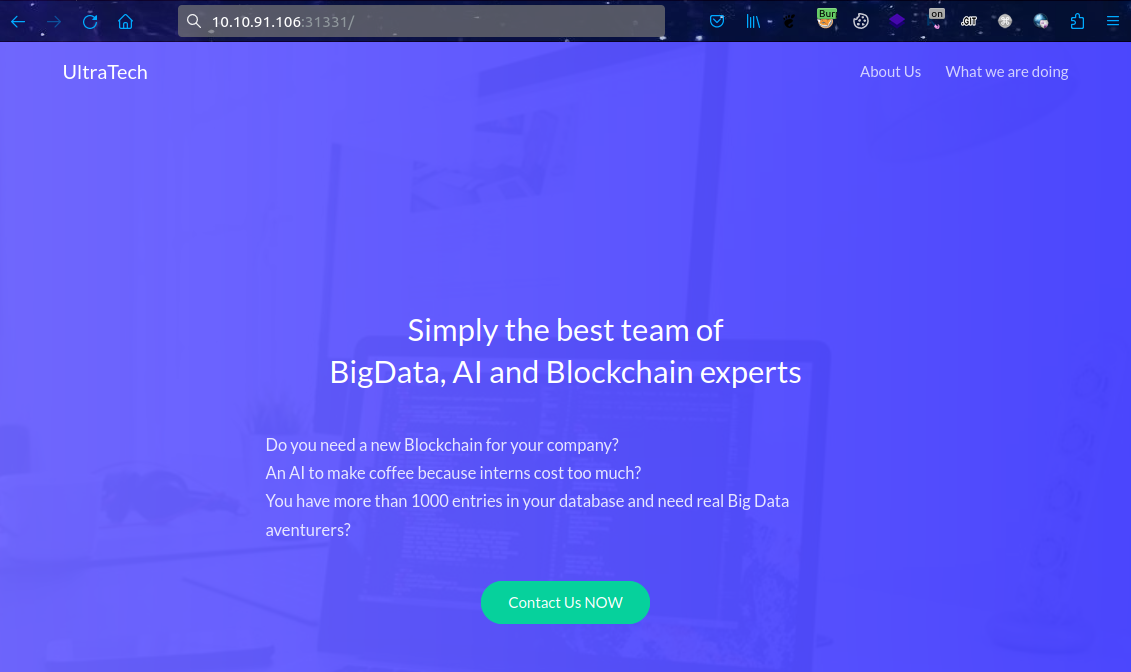 10.10.91.106:31331/
Burp
on
.GIT
UltraTech
About Us
What we are doing
Simply the best team of
BigData, AI and Blockchain experts
Do you need a new Blockchain for your company?
An AI to make coffee because interns cost too much?
You have more than 1000 entries in your database and need real Big Data
aventurers?
Contact Us NOW